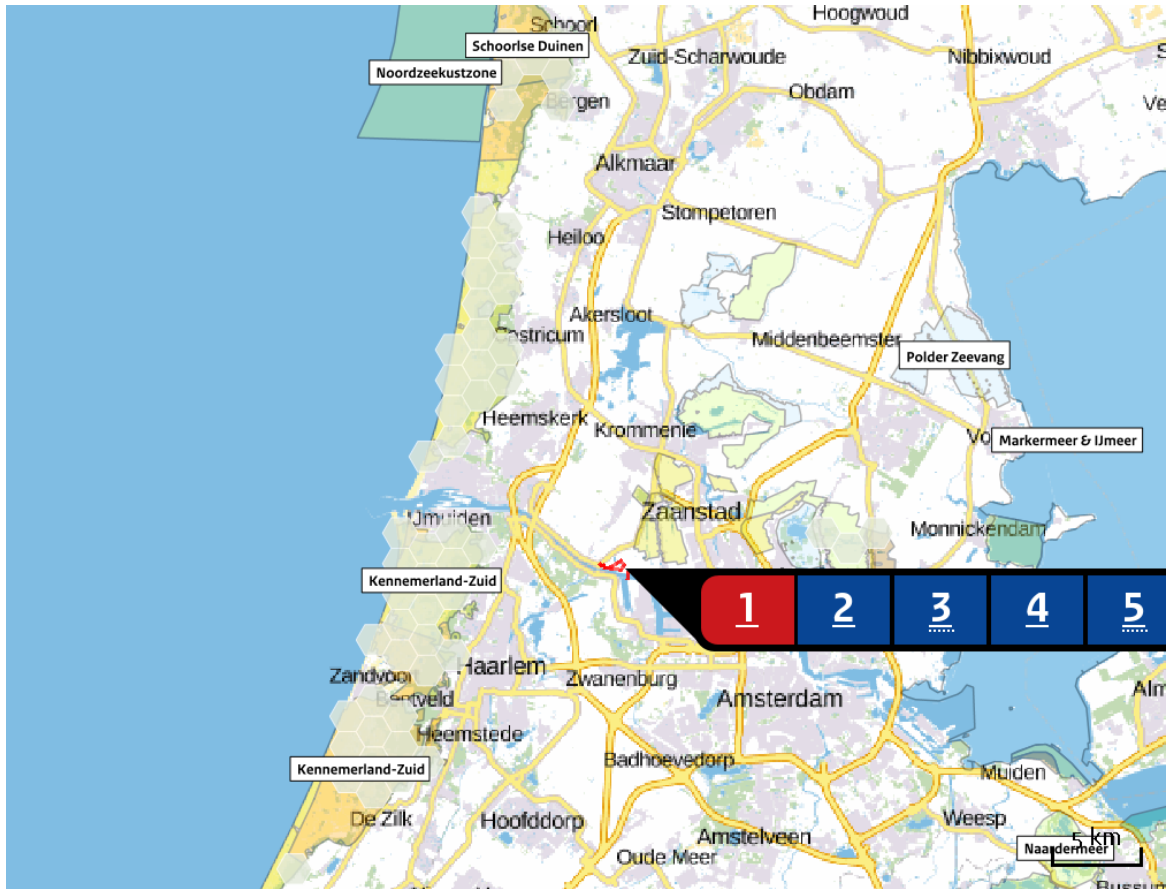 Schoorl
Hoogwoud
Schoorlse Duinen
Zuid-Scharwoude
Nibbixwoud
Noordzeekustzone
Obdam
Bergen
Alkmaar
Stompetoren
Heiloo
Akersloot
Castricum
Middenbeemster
Polder Zeevang
Heemskerk
Krommenie
Markermeer & IJmeer
Zaanstad
IJmuiden
Monnickendam
Kennemerland-Zuid
1 2 3 4 5
Haarlem
Zandvoort
Zwanenburg
Bentveld
Amsterdam
Heemstede
Badhoevedorp
Kennemerland-Zuid
Muiden
De Zilk
Hoofddorp
Weesp
Amstelveen
5 km
Naardermeer
Oude Meer